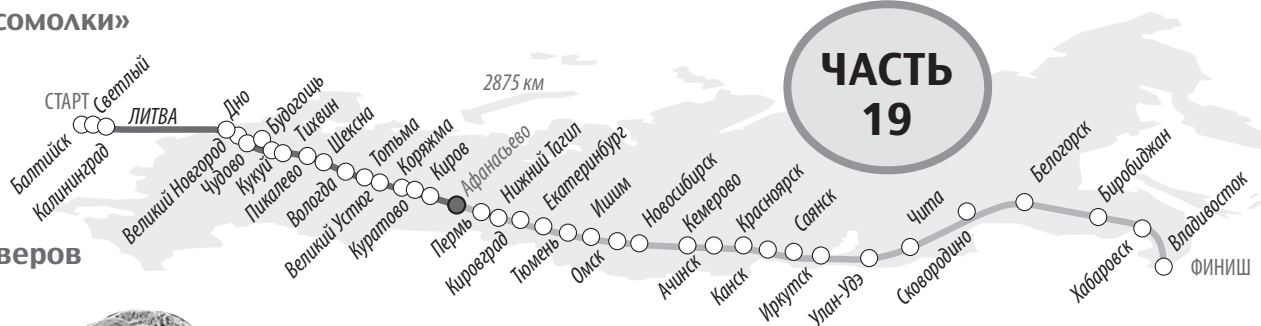 сомолки»
ЧАСТЬ
19
2875 км
СТАРТ
Балтийск
Светлый
Калининград
ЛИТВА
Дно
Великий Новгород
Чудово
Будогощь
Кукуй
Тихвин
Пикалево
Шексна
Вологда
Тотьма
Великий Устюг
Коряжма
Куратово
Киров
Афанасьево
Пермь
Нижний Тагил
Кировград
Екатеринбург
Тюмень
Ишим
Омск
Новосибирск
Ачинск
Кемерово
Канск
Красноярск
Иркутск
Саянск
Улан-Удэ
Чита
Сковородино
Белогорск
Биробиджан
Хабаровск
Владивосток
ФИНИШ
веров